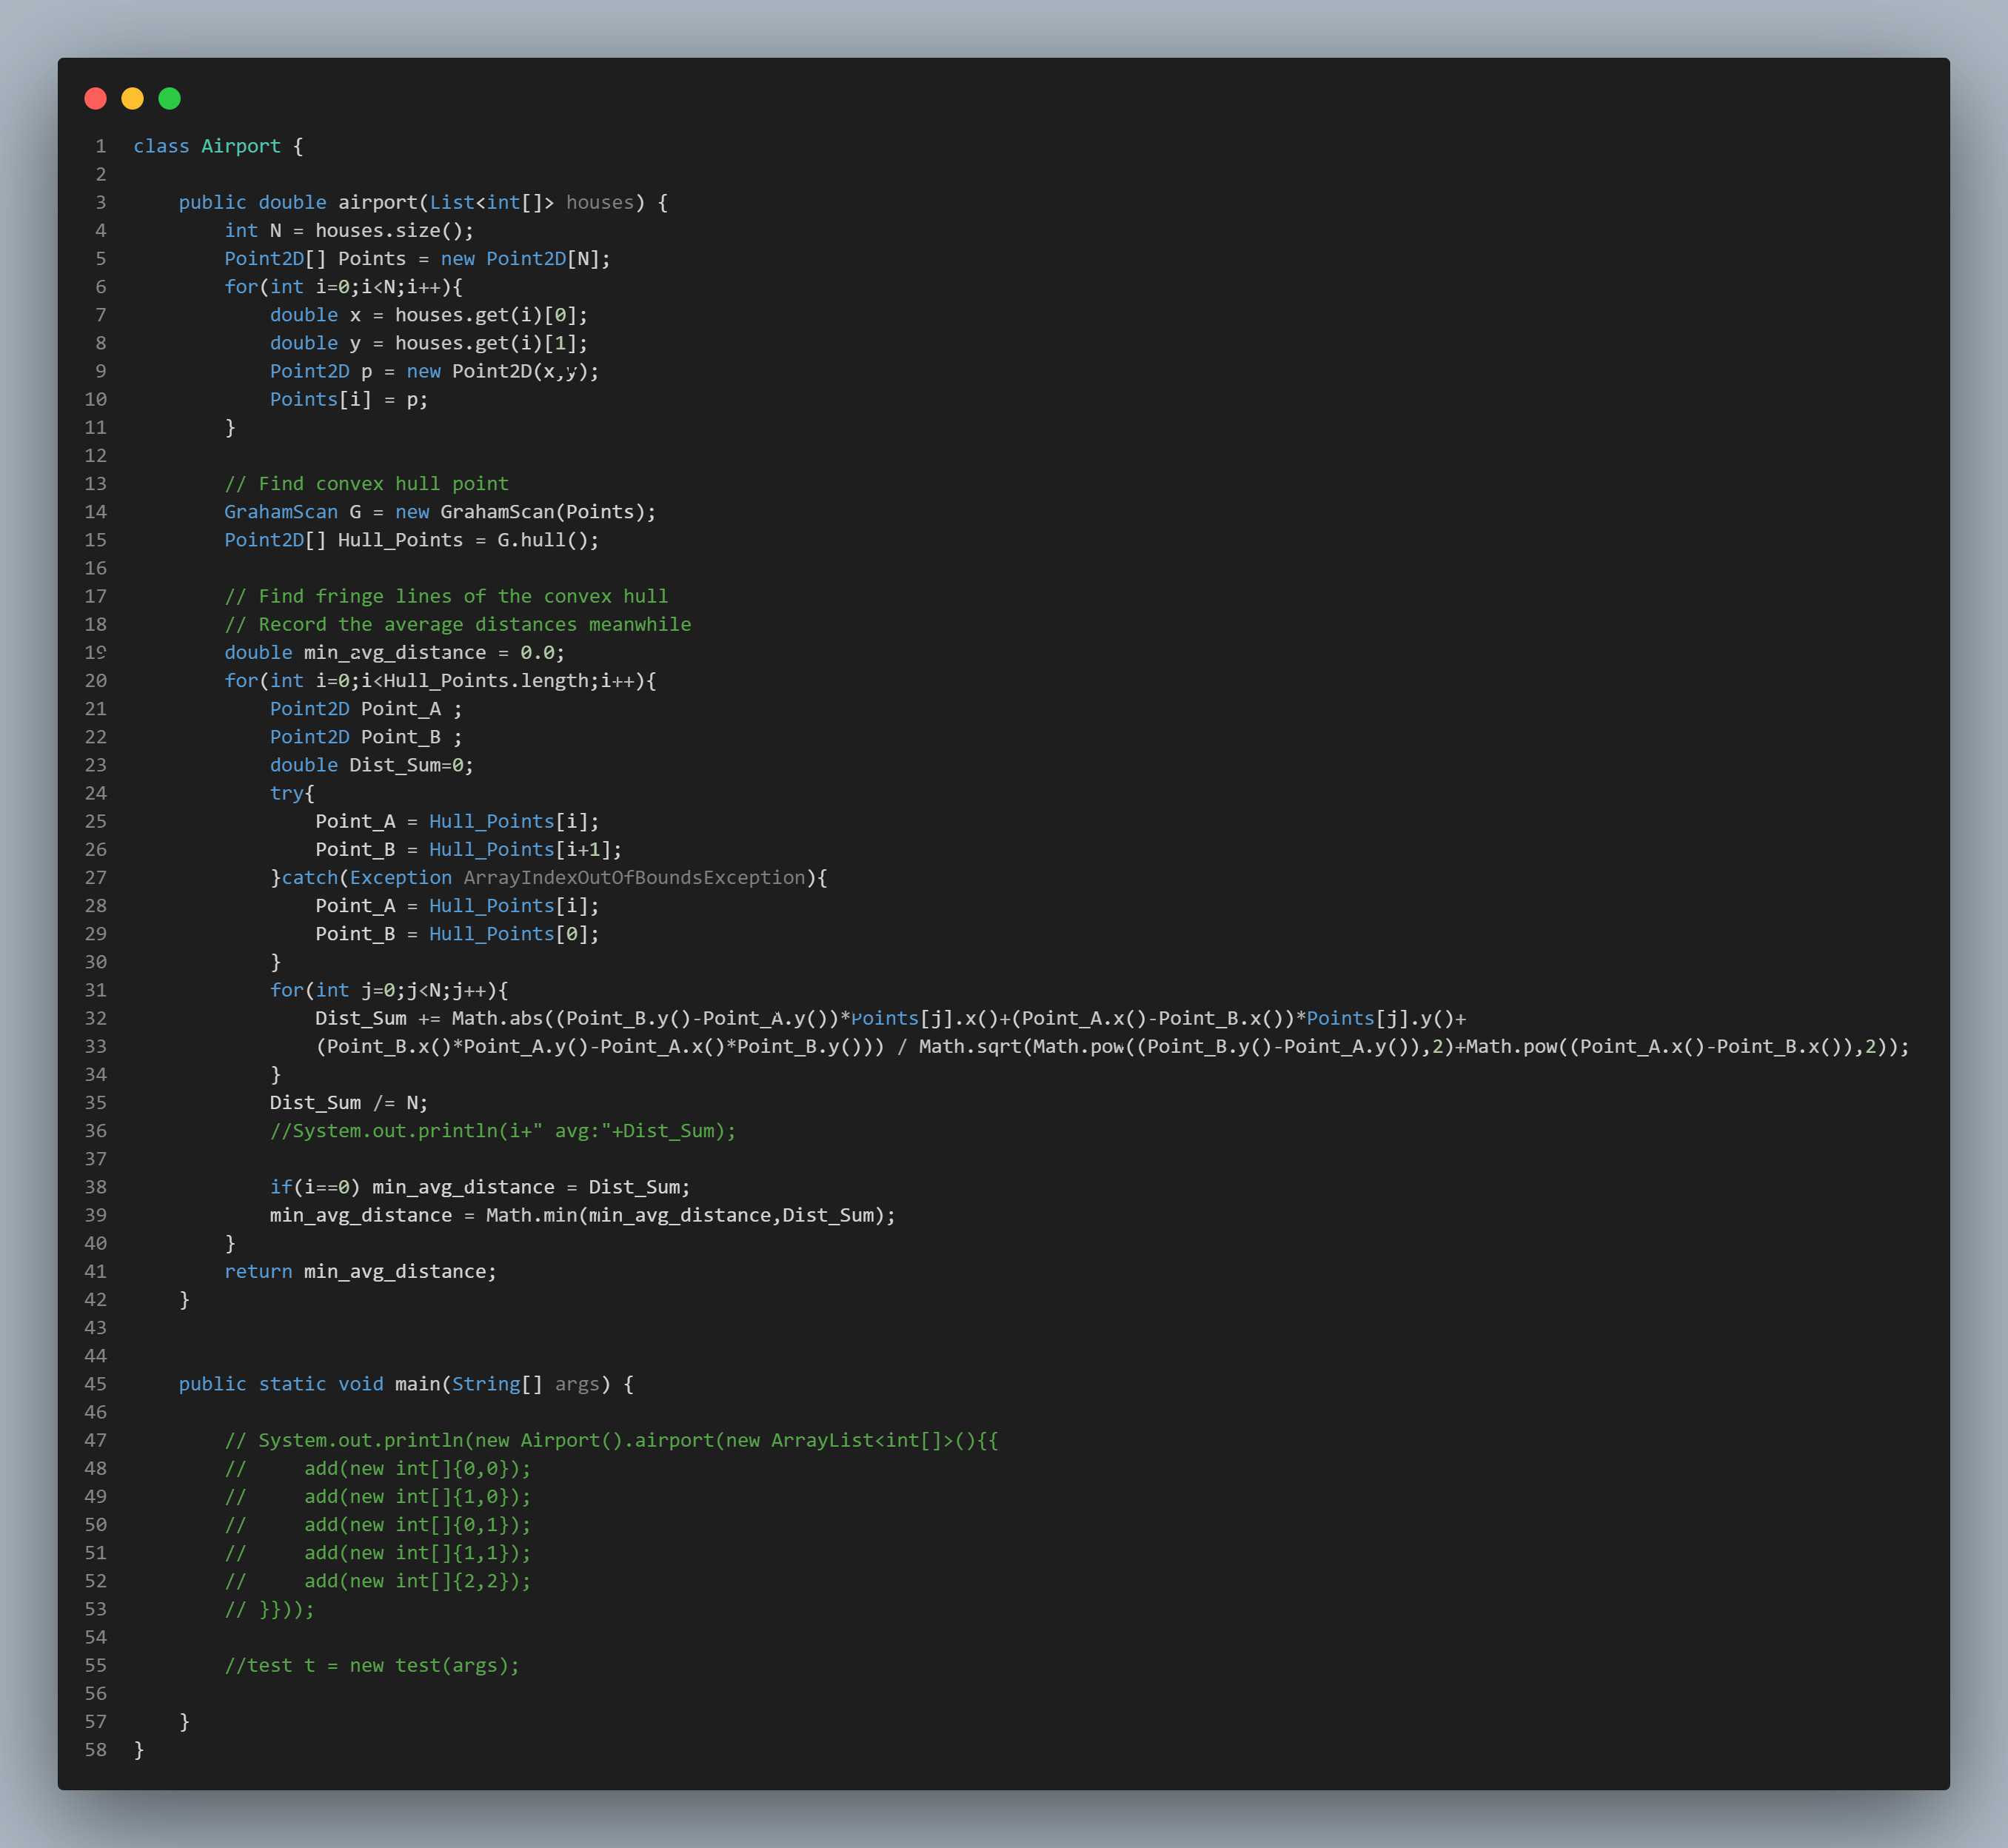 1 class Airport {
2
3 public double airport(List<int[]> houses) {
4 int N = houses.size();
5 Point2D[] Points = new Point2D[N];
6 for(int i=0;i<N;i++){
7 double x = houses.get(i)[0];
8 double y = houses.get(i)[1];
9 Point2D p = new Point2D(x,y);
10 Points[i] = p;
11 }
12
13 // Find convex hull point
14 GrahamScan G = new GrahamScan(Points);
15 Point2D[] Hull_Points = G.hull();
16
17 // Find fringe lines of the convex hull
18 // Record the average distances meanwhile
19 double min_avg_distance = 0.0;
20 for(int i=0;i<Hull_Points.length;i++){
21 Point2D Point_A ;
22 Point2D Point_B ;
23 double Dist_Sum=0;
24 try{
25 Point_A = Hull_Points[i];
26 Point_B = Hull_Points[i+1];
27 }catch(Exception ArrayIndexOutOfBoundsException){
28 Point_A = Hull_Points[i];
29 Point_B = Hull_Points[0];
30 }
31 for(int j=0;j<N;j++){
32 Dist_Sum += Math.abs((Point_B.y()-Point_A.y())*Points[j].x()+(Point_A.x()-Point_B.x())*Points[j].y()+
33 (Point_B.x()*Point_A.y()-Point_A.x()*Point_B.y())) / Math.sqrt(Math.pow((Point_B.y()-Point_A.y()),2)+Math.pow((Point_A.x()-Point_B.x()),2));
34 }
35 Dist_Sum /= N;
36 //System.out.println(i+" avg:"+Dist_Sum);
37
38 if(i==0) min_avg_distance = Dist_Sum;
39 min_avg_distance = Math.min(min_avg_distance,Dist_Sum);
40 }
41 return min_avg_distance;
42 }
43
44
45 public static void main(String[] args) {
46
47 // System.out.println(new Airport().airport(new ArrayList<int[]>(){{
48 // add(new int[]{0,0});
49 // add(new int[]{1,0});
50 // add(new int[]{0,1});
51 // add(new int[]{1,1});
52 // add(new int[]{2,2});
53 // }}));
54
55 //test t = new test(args);
56
57 }
58 }